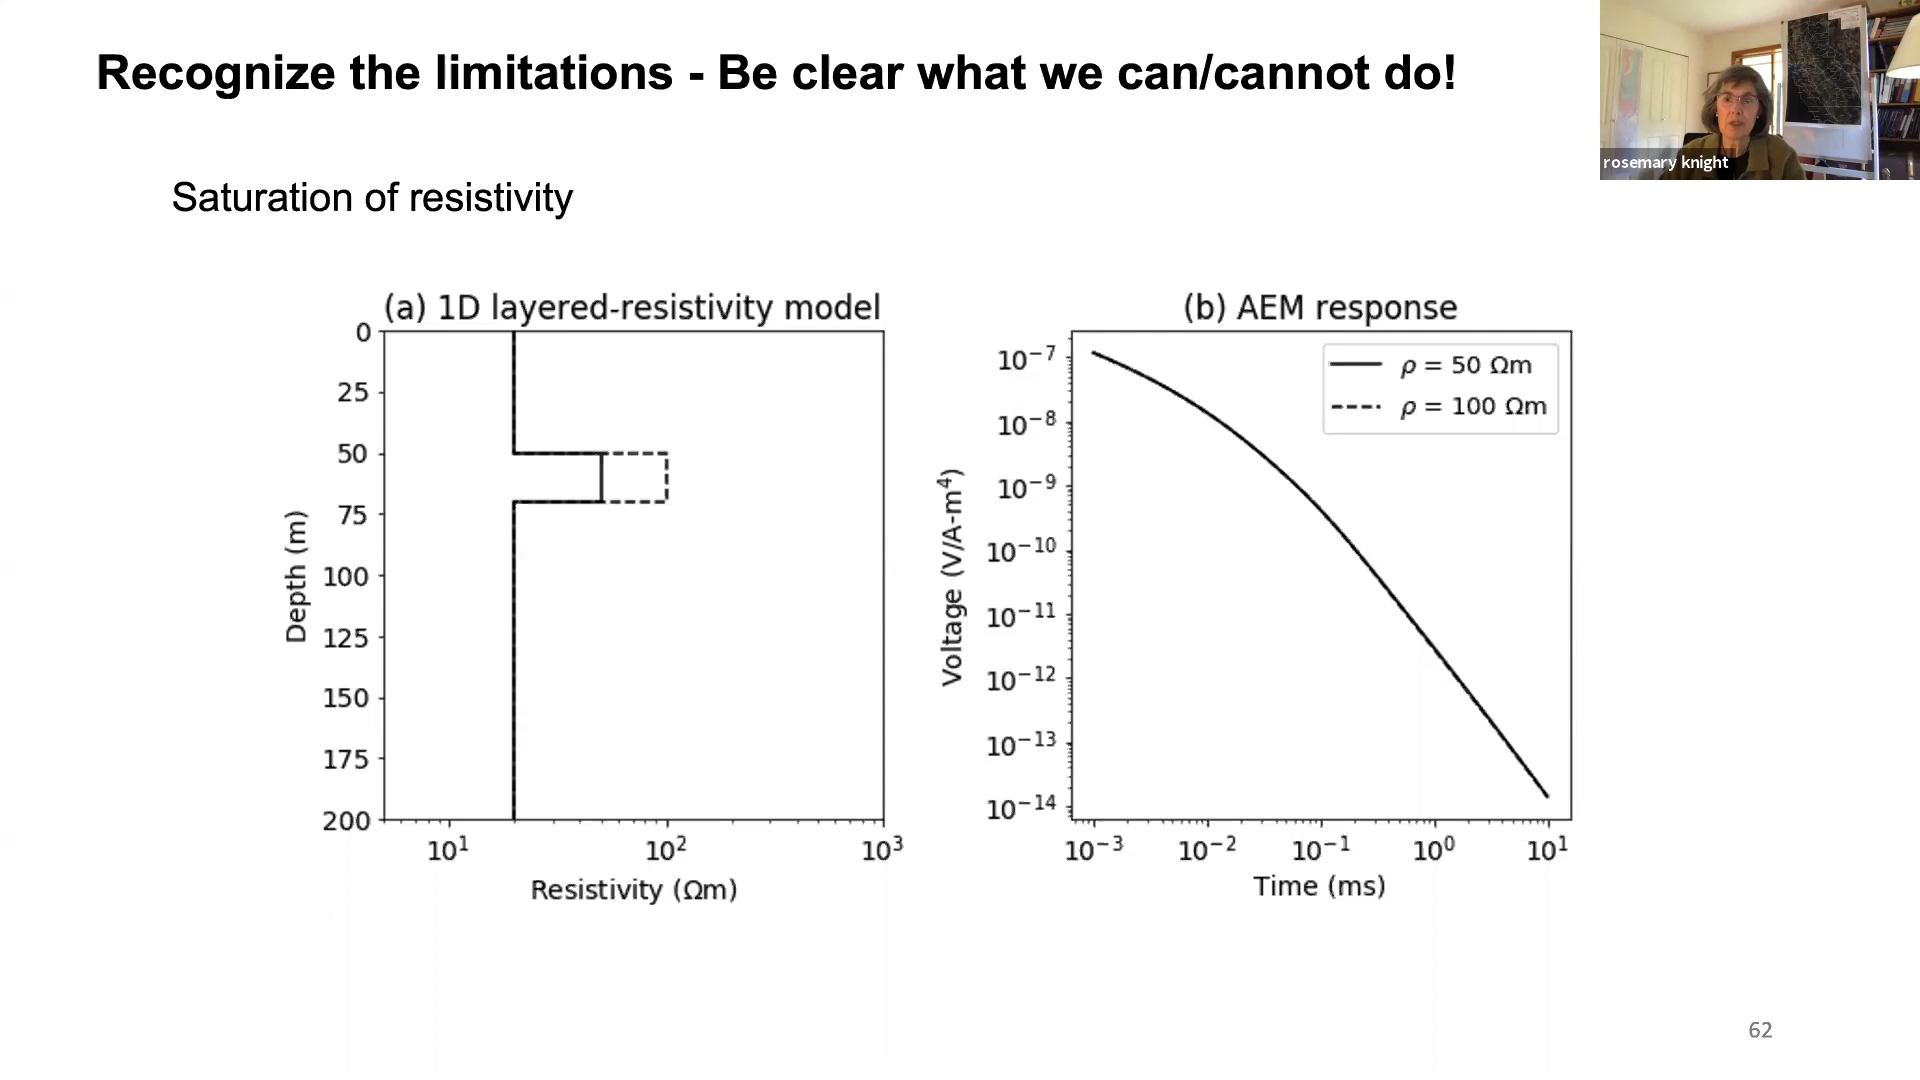 Recognize the limitations - Be clear what we can/cannot do!
rosemary knight
Saturation of resistivity
(a) 1D layered-resistivity model
0
25
50
75
100
125
150
175
200
Depth (m)
10¹
10²
10³
Resistivity (Ωm)
(b) AEM response
ρ = 50 Ωm
ρ = 100 Ωm
10⁻⁷
10⁻⁸
10⁻⁹
10⁻¹⁰
10⁻¹¹
10⁻¹²
10⁻¹³
10⁻¹⁴
Voltage (V/A-m⁴)
10⁻³
10⁻²
10⁻¹
10⁰
10¹
Time (ms)
62